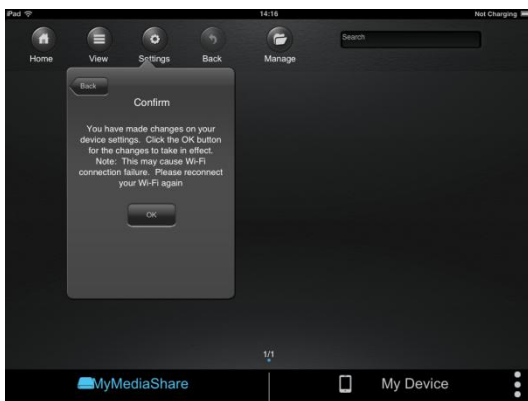 iPad 14:16 Not Charging
Search
Home View Settings Back Manage
Back
Confirm
You have made changes on your
device settings. Click the OK button
for the changes to take in effect.
Note: This may cause Wi-Fi
connection failure. Please reconnect
your Wi-Fi again
OK
1/1
MyMediaShare My Device